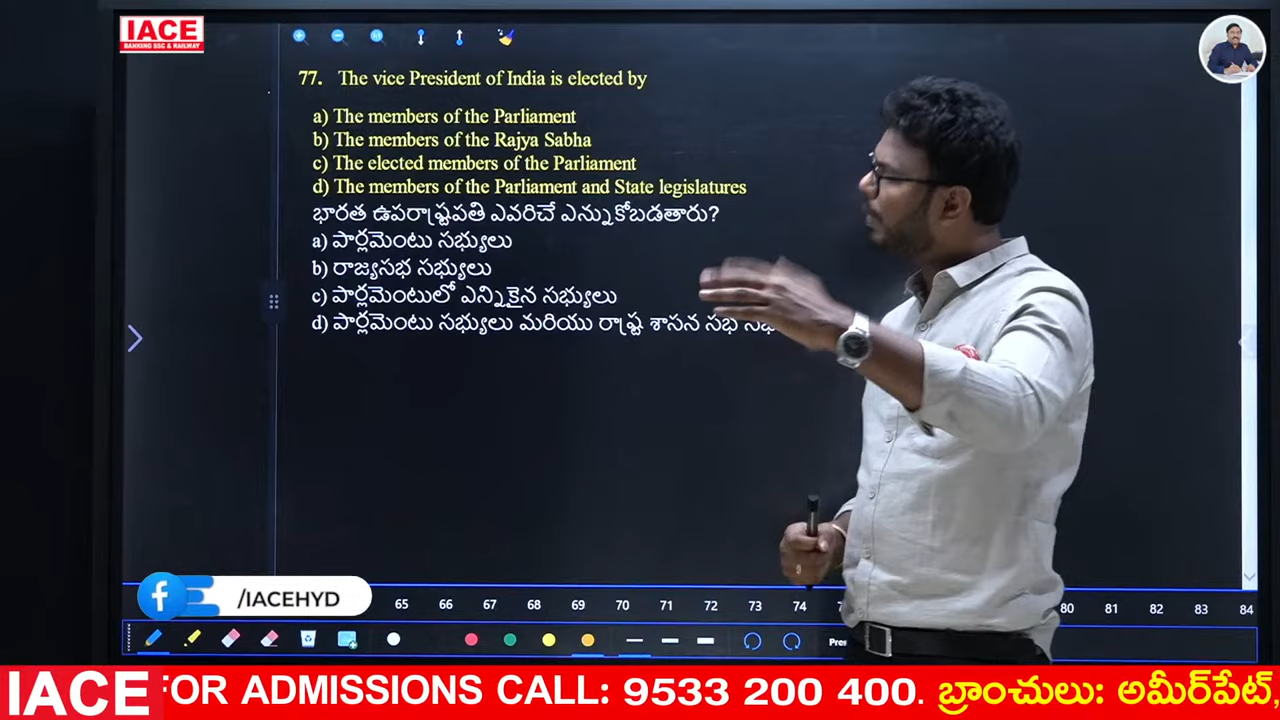 IACE
BANKING SSC & RAILWAY
77. The vice President of India is elected by
a) The members of the Parliament
b) The members of the Rajya Sabha
c) The elected members of the Parliament
d) The members of the Parliament and State legislatures
భారత ఉపరాష్ట్రపతి ఎవరిచే ఎన్నుకోబడతారు?
a) పార్లమెంటు సభ్యులు
b) రాజ్యసభ సభ్యులు
c) పార్లమెంటులో ఎన్నికైన సభ్యులు
d) పార్లమెంటు సభ్యులు మరియు రాష్ట్ర శాసన సభ
/IACEHYD
65 66 67 68 69 70 71 72 73 74 80 81 82 83 84
IACE FOR ADMISSIONS CALL: 9533 200 400. బ్రాంచులు: అమీర్‌పేట్,